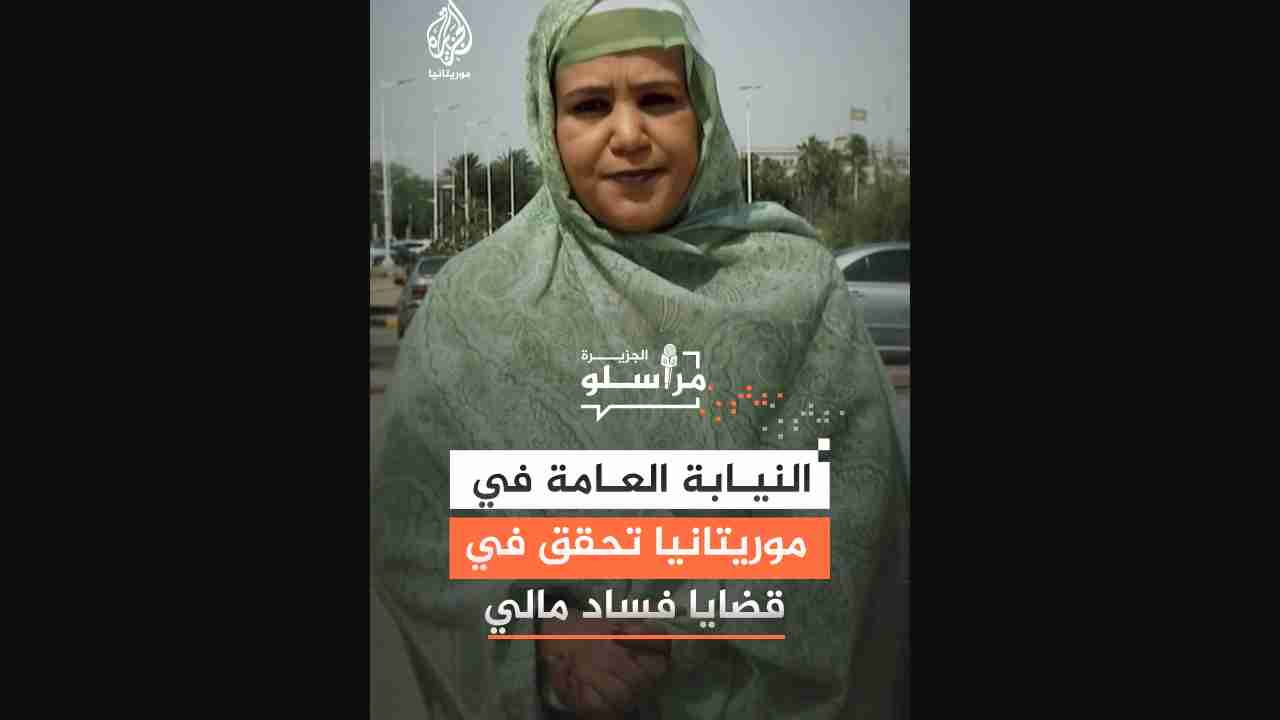 الجزيرة
موريتانيا
الجزيرة
مراسلو
النيابة العامة في
موريتانيا تحقق في
قضايا فساد مالي